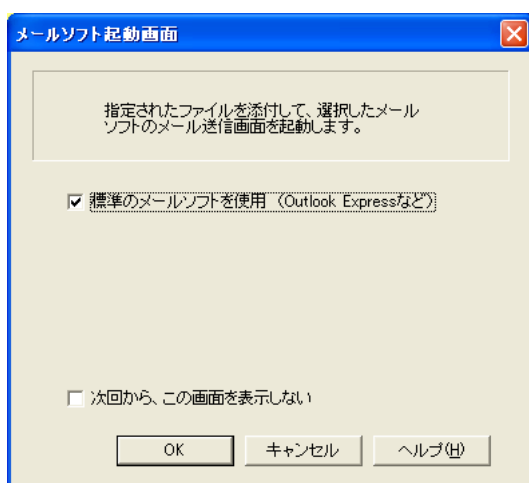 メールソフト起動画面
指定されたファイルを添付して、選択したメール
ソフトのメール送信画面を起動します。
標準のメールソフトを使用（Outlook Expressなど）
次回から、この画面を表示しない
OK キャンセル ヘルプ(H)